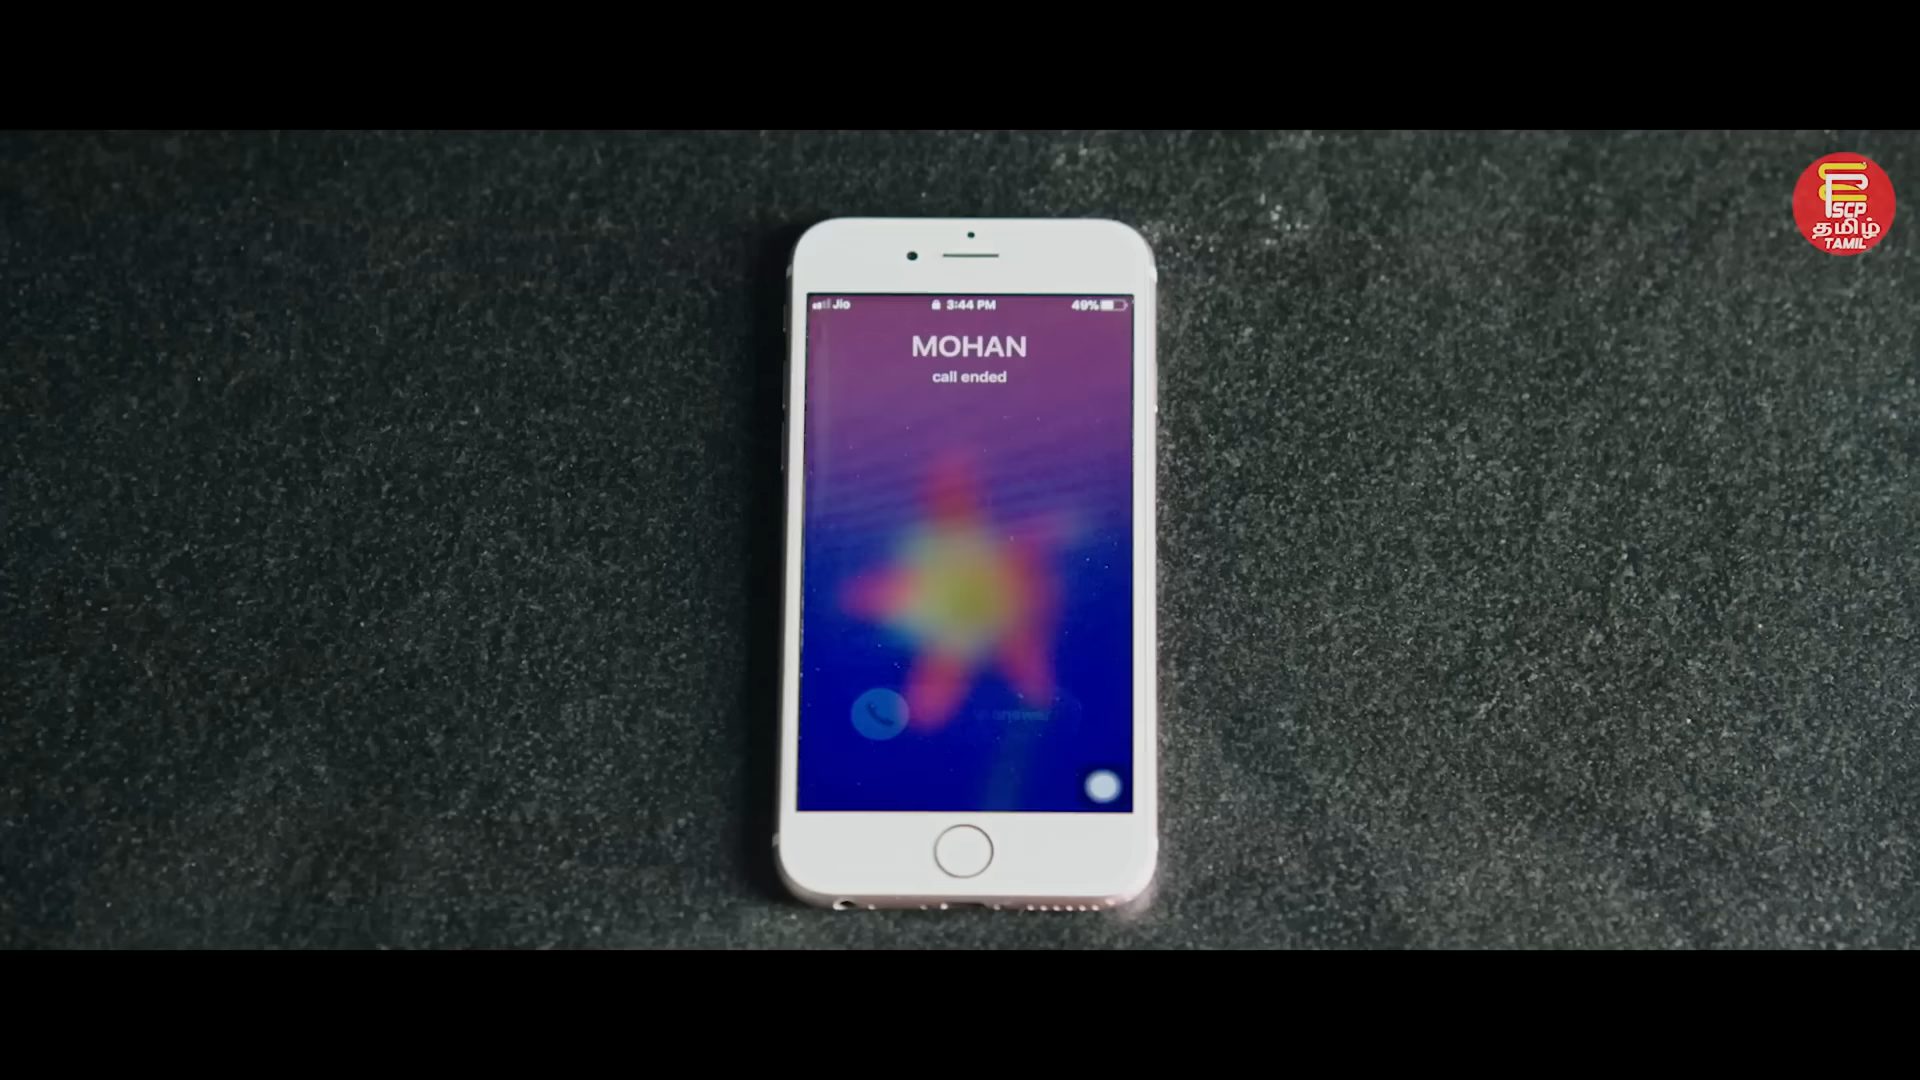 Jio 3:44 PM 49%
MOHAN
call ended
SCP
தமிழ்
TAMIL